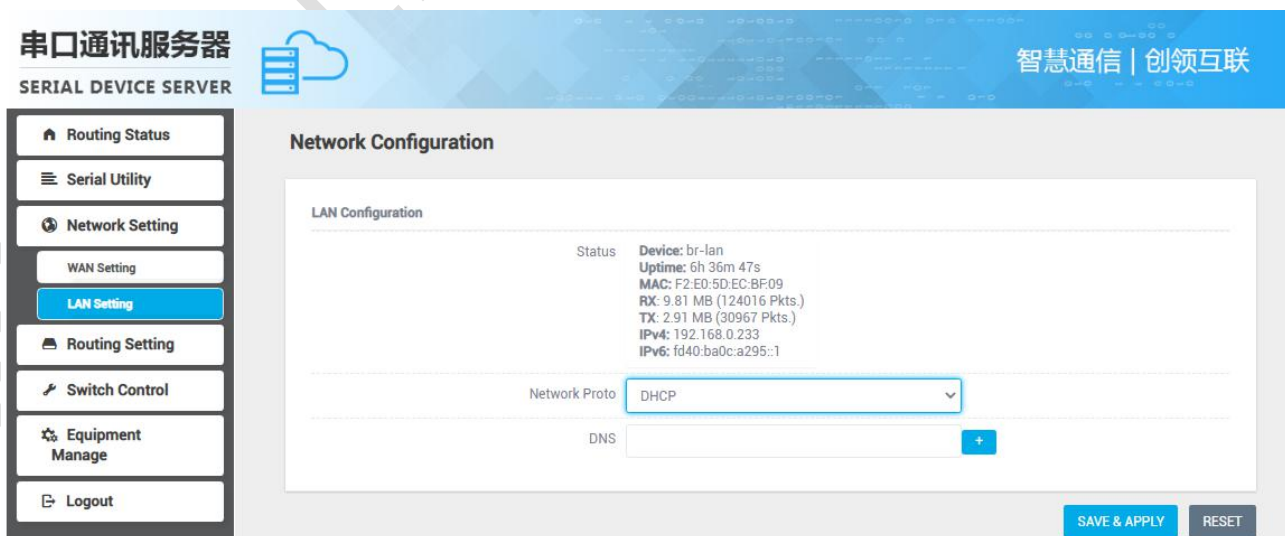 串口通讯服务器
SERIAL DEVICE SERVER
智慧通信 | 创领互联
Routing Status
Serial Utility
Network Setting
WAN Setting
LAN Setting
Routing Setting
Switch Control
Equipment
Manage
Logout
Network Configuration
LAN Configuration
Status
Device: br-lan
Uptime: 6h 36m 47s
MAC: F2:E0:5D:EC:BF:09
RX: 9.81 MB (124016 Pkts.)
TX: 2.91 MB (30967 Pkts.)
IPv4: 192.168.0.233
IPv6: fd40:ba0c:a295::1
Network Proto DHCP
DNS +
SAVE & APPLY RESET